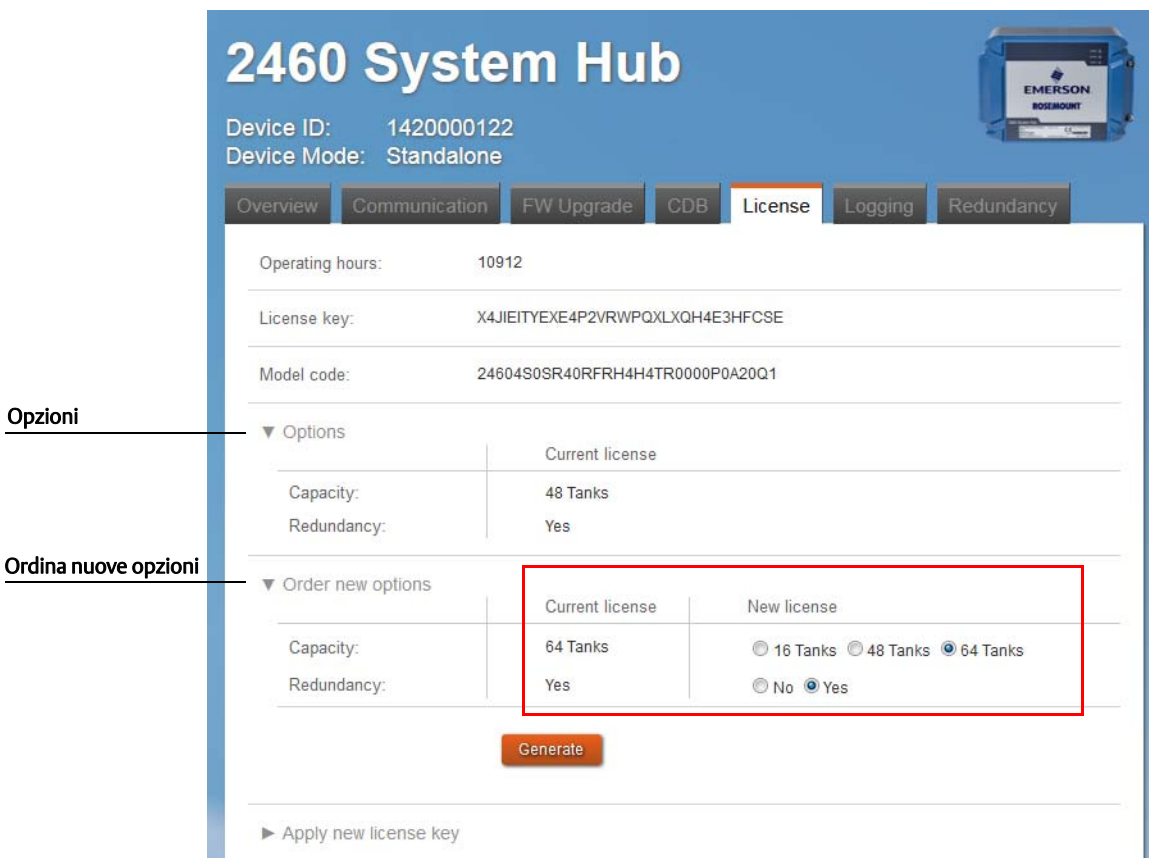 2460 System Hub
EMERSON
ROSEMOUNT
Device ID: 1420000122
Device Mode: Standalone
Overview Communication FW Upgrade CDB License Logging Redundancy
Operating hours: 10912
License key: X4JIEITYEXE4P2VRWPQXLXQH4E3HFCSE
Model code: 24604S0SR40RFRH4H4TR0000P0A20Q1
Opzioni
▼ Options
Current license
Capacity: 48 Tanks
Redundancy: Yes
Ordina nuove opzioni
▼ Order new options
Current license New license
Capacity: 64 Tanks 16 Tanks 48 Tanks 64 Tanks
Redundancy: Yes No Yes
Generate
► Apply new license key